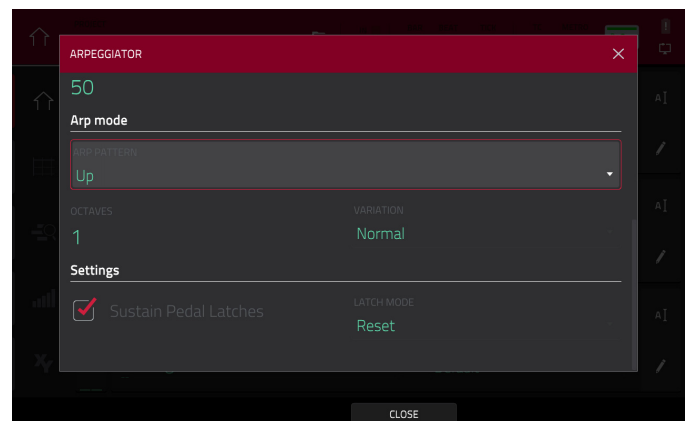 ARPEGGIATOR
50
Arp mode
ARP PATTERN
Up
OCTAVES
VARIATION
1
Normal
Settings
Sustain Pedal Latches
LATCH MODE
Reset
CLOSE